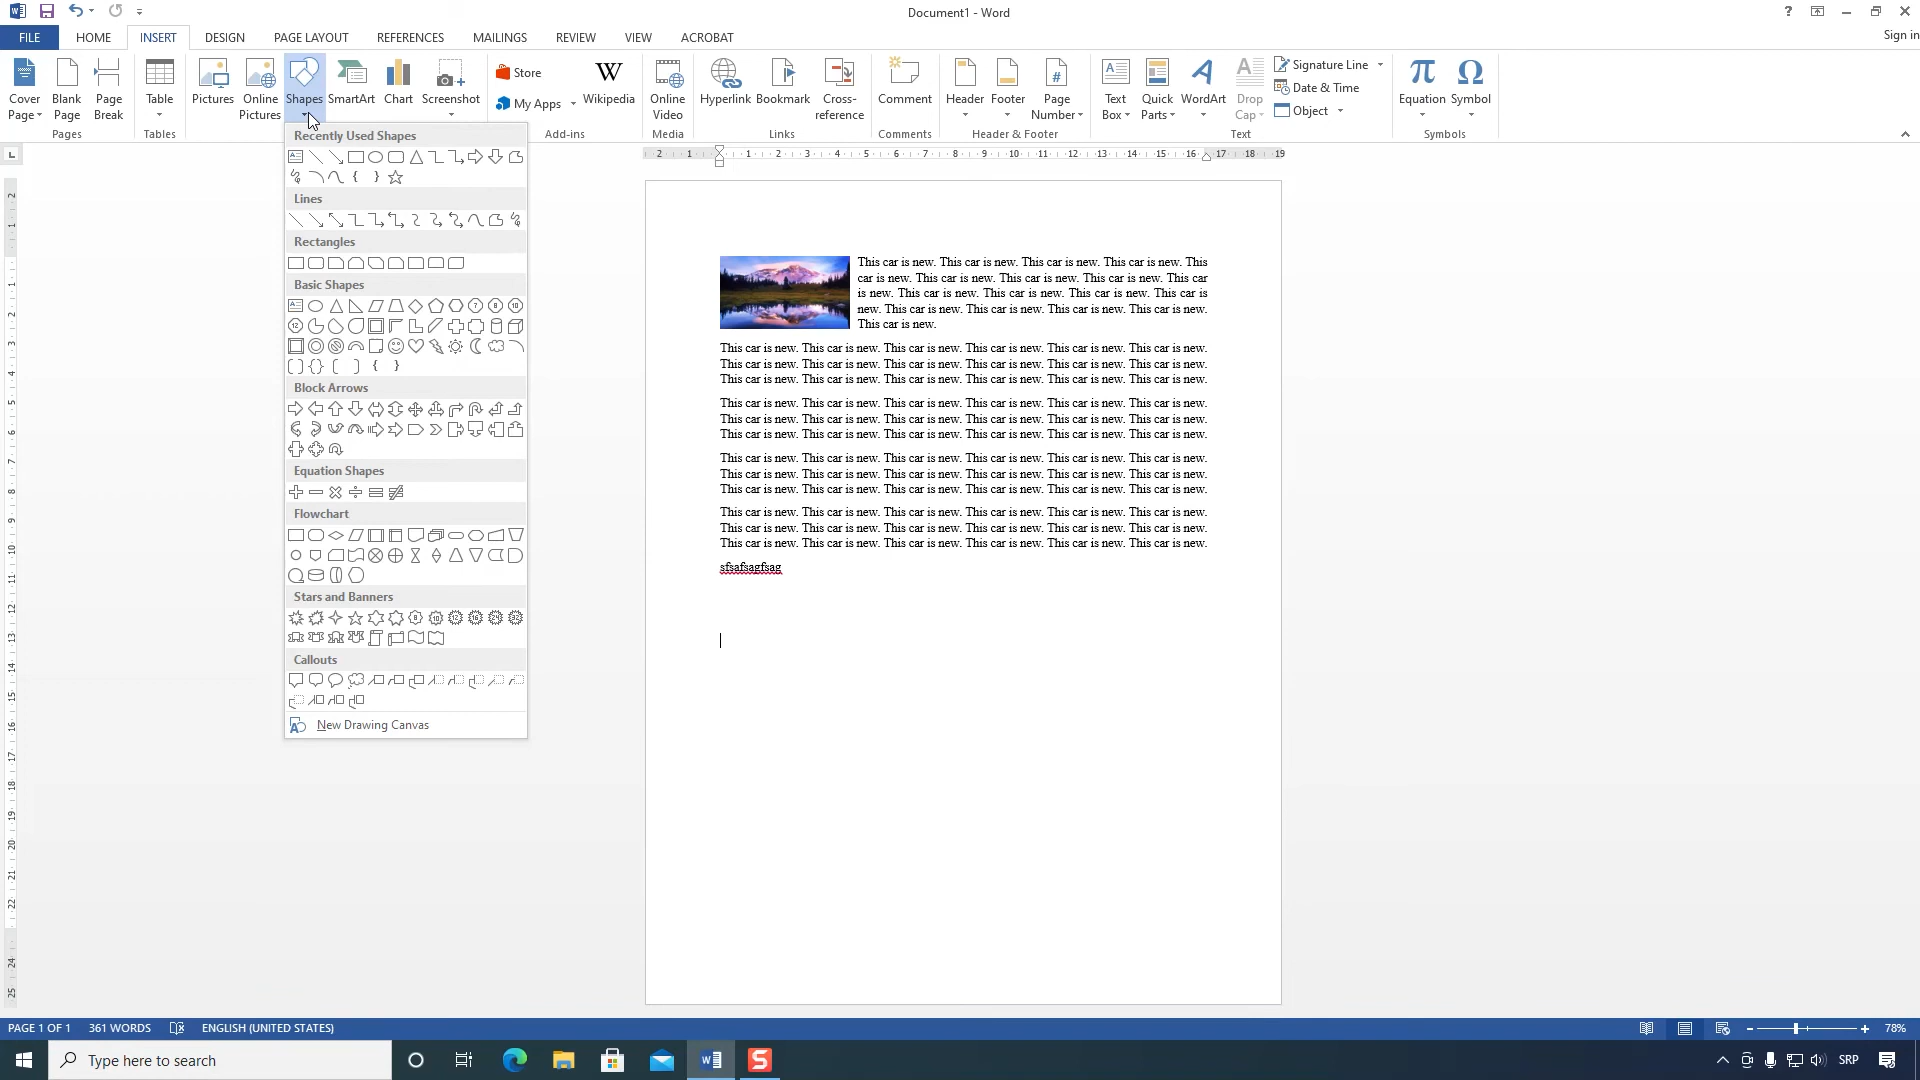 Document1 - Word
Sign in
FILE
HOME
INSERT
DESIGN
PAGE LAYOUT
REFERENCES
MAILINGS
REVIEW
VIEW
ACROBAT
Cover Page
Blank Page
Page Break
Pages
Table
Tables
Pictures
Online Pictures
Shapes
SmartArt
Chart
Screenshot
Store
My Apps
Wikipedia
Add-ins
Online Video
Media
Hyperlink
Bookmark
Cross-reference
Links
Comment
Comments
Header
Footer
Page Number
Header & Footer
Text Box
Quick Parts
WordArt
Drop Cap
Signature Line
Date & Time
Object
Text
Equation
Symbol
Symbols
Recently Used Shapes
Lines
Rectangles
Basic Shapes
Block Arrows
Equation Shapes
Flowchart
Stars and Banners
Callouts
New Drawing Canvas
2 1 1 2 3 4 5 6 7 8 9 10 11 12 13 14 15 16 17 18 19
This car is new. This car is new. This car is new. This car is new. This
car is new. This car is new. This car is new. This car is new. This car
is new. This car is new. This car is new. This car is new. This car is
new. This car is new. This car is new. This car is new. This car is new.
This car is new.
This car is new. This car is new. This car is new. This car is new. This car is new. This car is new.
This car is new. This car is new. This car is new. This car is new. This car is new. This car is new.
This car is new. This car is new. This car is new. This car is new. This car is new. This car is new.
This car is new. This car is new. This car is new. This car is new. This car is new. This car is new.
This car is new. This car is new. This car is new. This car is new. This car is new. This car is new.
This car is new. This car is new. This car is new. This car is new. This car is new. This car is new.
This car is new. This car is new. This car is new. This car is new. This car is new. This car is new.
This car is new. This car is new. This car is new. This car is new. This car is new. This car is new.
This car is new. This car is new. This car is new. This car is new. This car is new. This car is new.
This car is new. This car is new. This car is new. This car is new. This car is new. This car is new.
This car is new. This car is new. This car is new. This car is new. This car is new. This car is new.
This car is new. This car is new. This car is new. This car is new. This car is new. This car is new.
sfsafsagfsag
PAGE 1 OF 1
361 WORDS
ENGLISH (UNITED STATES)
78%
Type here to search
SRP